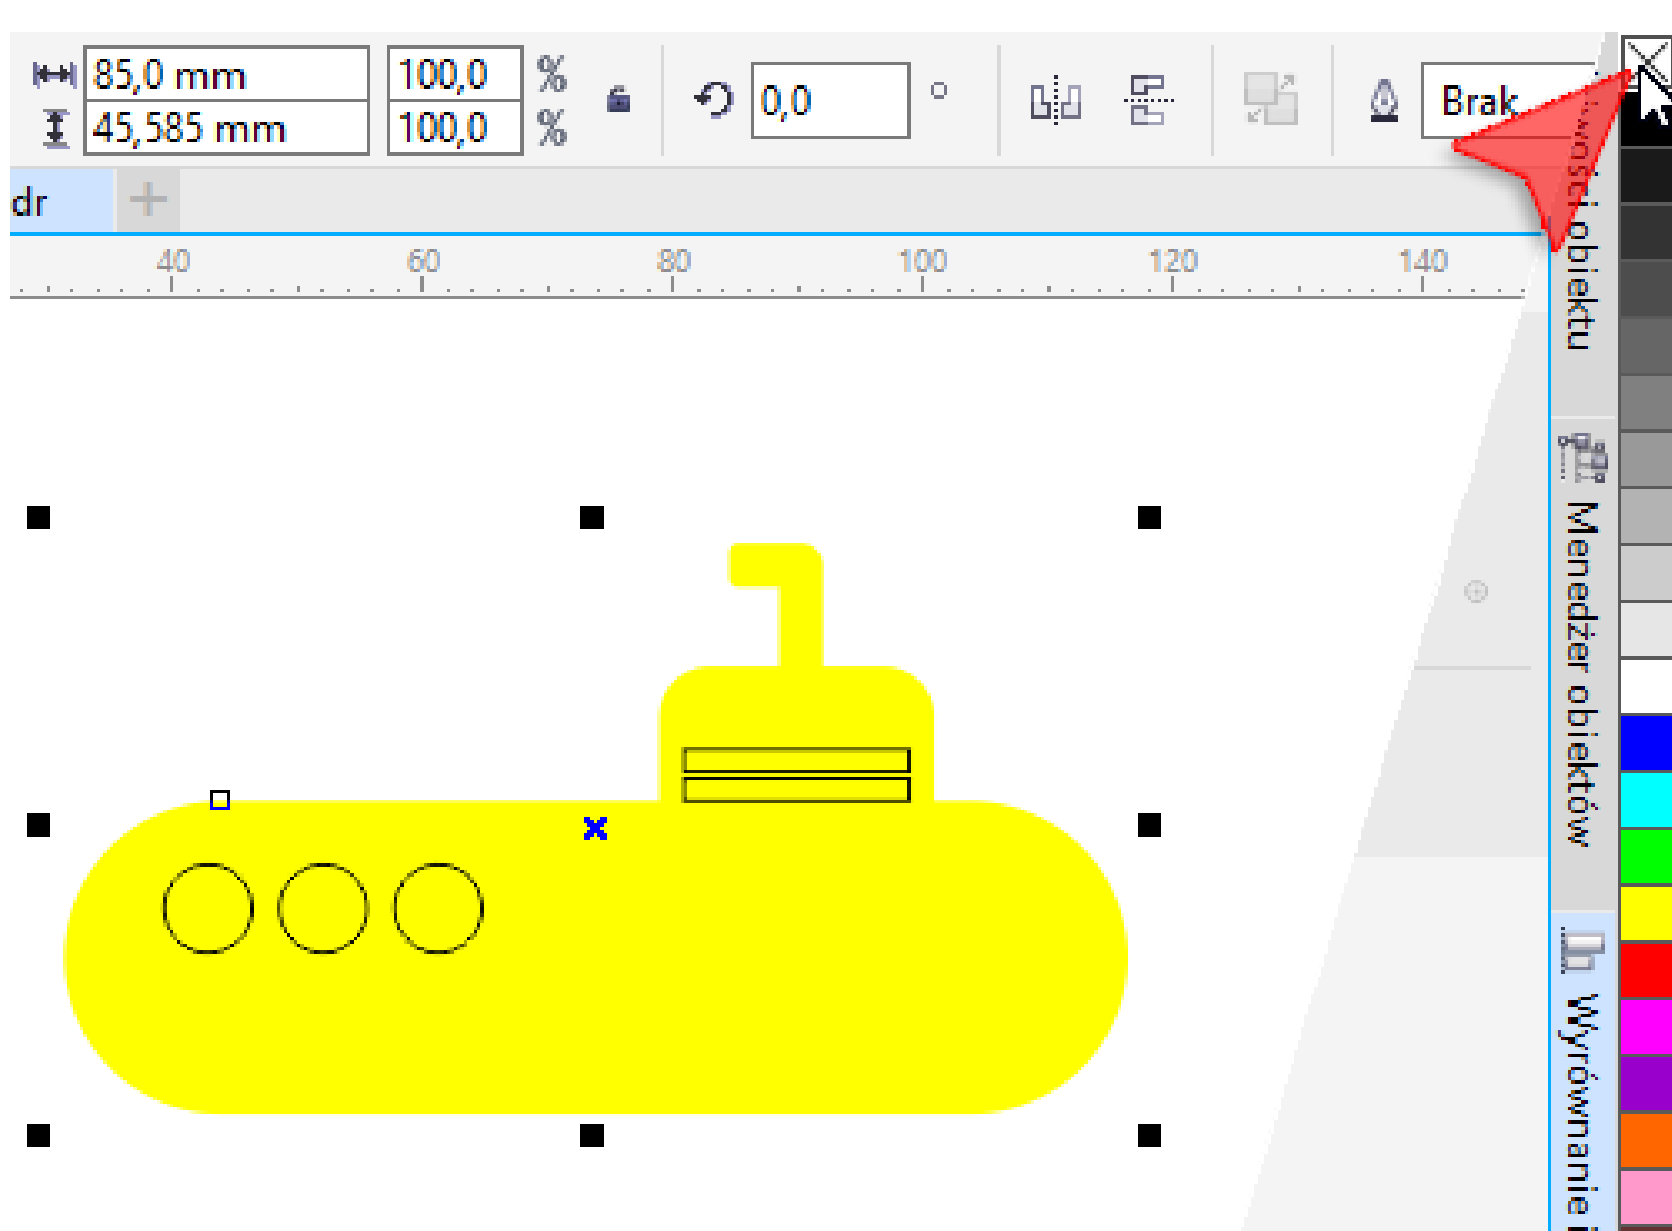 85,0 mm 100,0 %
45,585 mm 100,0 %
0,0 °
Brak
dr +
40 60 80 100 120 140
obiektu
Menedżer obiektów
Wyrównanie i